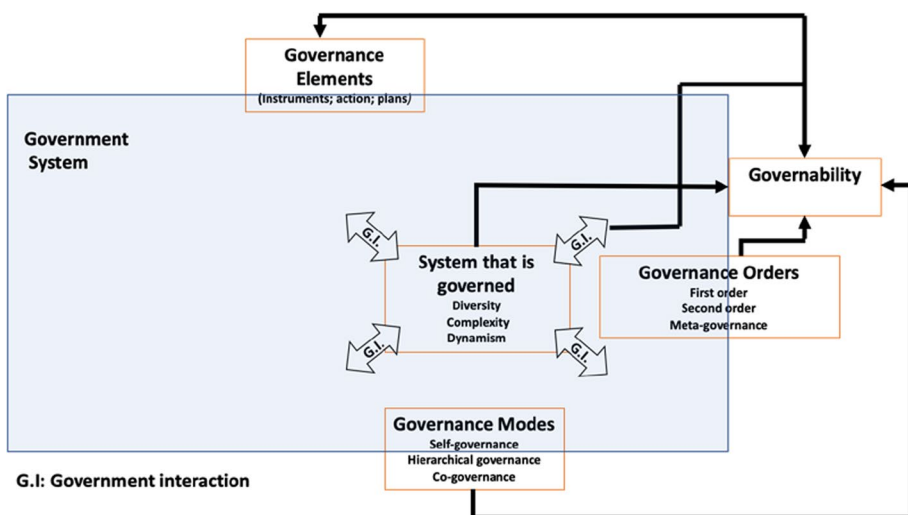 Governance
Elements
(Instruments; action; plans)
Government
System
Governability
G.I.
G.I.
System that is
governed
Diversity
Complexity
Dynamism
Governance Orders
First order
Second order
Meta-governance
G.I.
G.I.
Governance Modes
Self-governance
Hierarchical governance
Co-governance
G.I: Government interaction